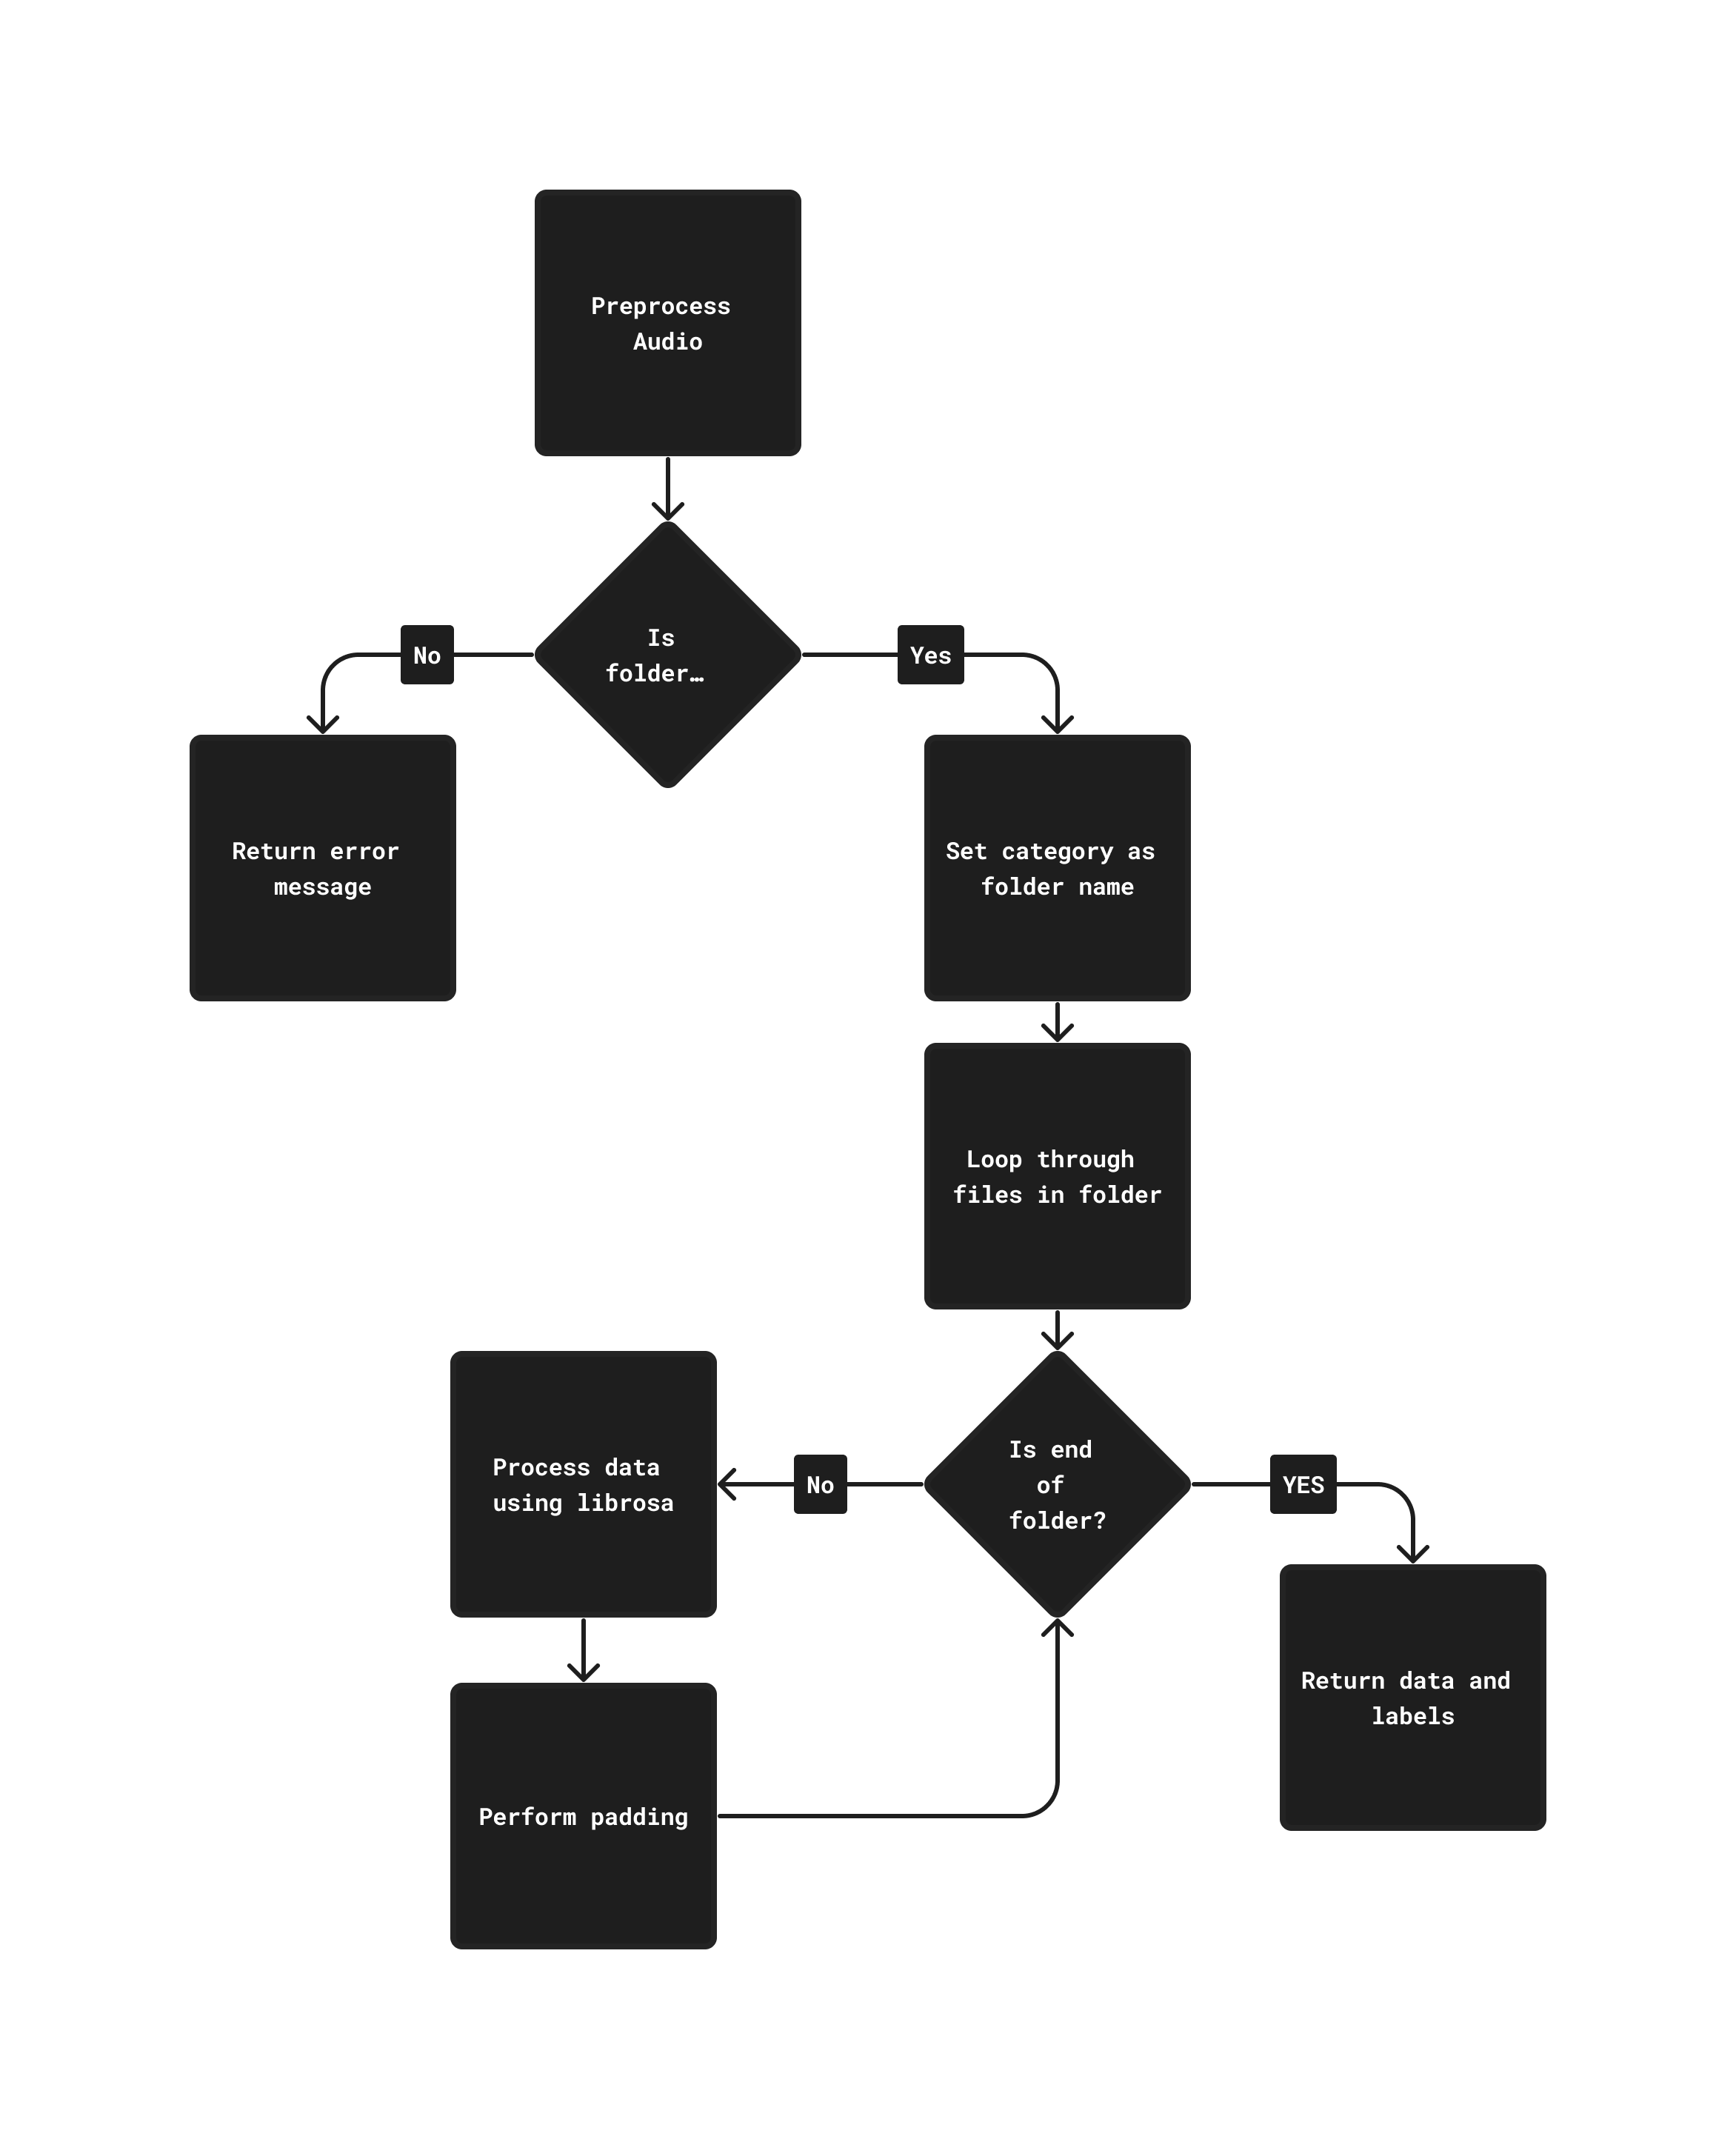 Preprocess
Audio
Is
folder…
No
Yes
Return error
message
Set category as
folder name
Loop through
files in folder
Is end
of
folder?
No
YES
Process data
using librosa
Return data and
labels
Perform padding